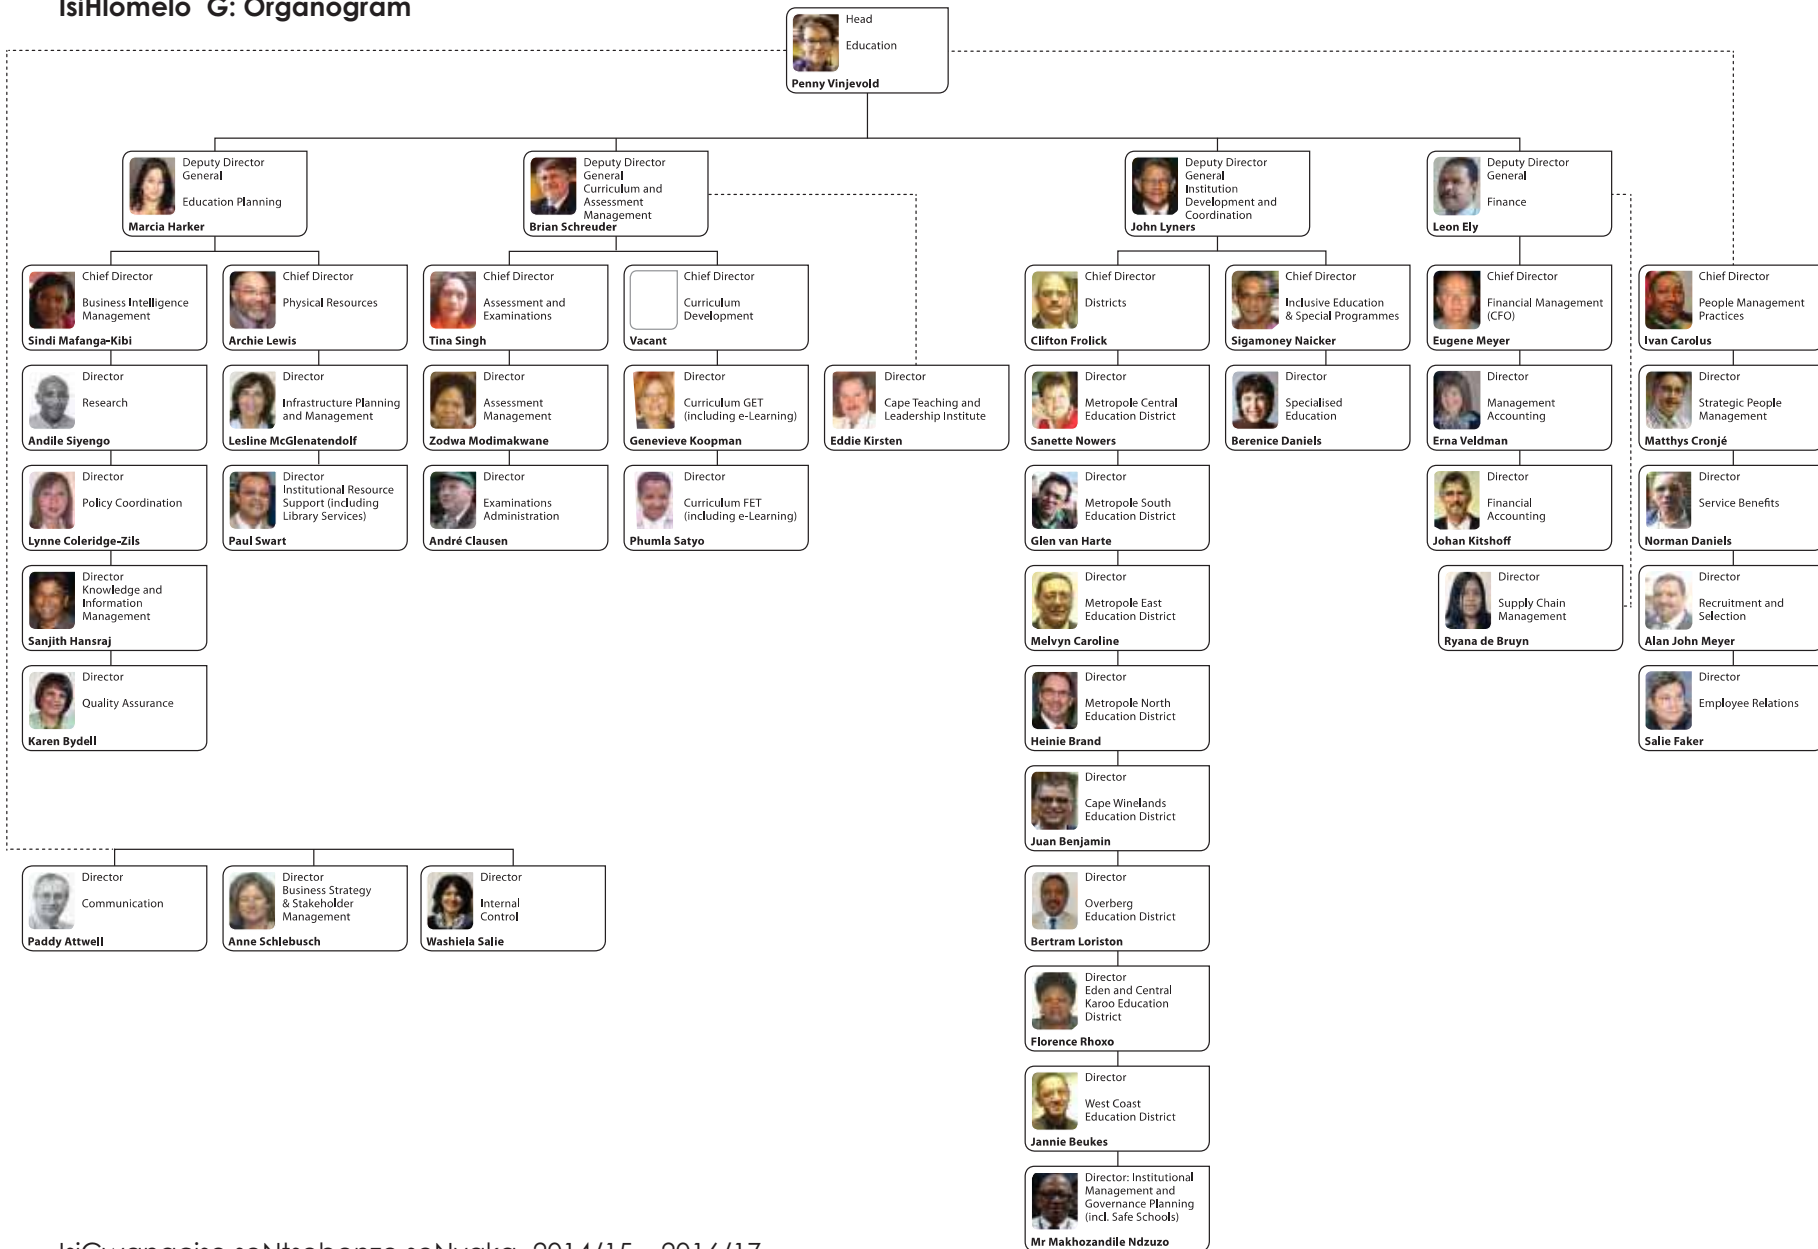 IsiHlomelo G: Organogram
Head
Education
Penny Vinjevold
Deputy Director
General
Education Planning
Marcia Harker
Deputy Director
General
Curriculum and
Assessment
Management
Brian Schreuder
Deputy Director
General
Institution
Development and
Coordination
John Lyners
Deputy Director
General
Finance
Leon Ely
Chief Director
Business Intelligence
Management
Sindi Mafanga-Kibi
Chief Director
Physical Resources
Archie Lewis
Chief Director
Assessment and
Examinations
Tina Singh
Chief Director
Curriculum
Development
Vacant
Chief Director
Districts
Clifton Frolick
Chief Director
Inclusive Education
& Special Programmes
Sigamoney Naicker
Chief Director
Financial Management
(CFO)
Eugene Meyer
Chief Director
People Management
Practices
Ivan Carolus
Director
Research
Andile Siyengo
Director
Infrastructure Planning
and Management
Lesline McGlenatendolf
Director
Assessment
Management
Zodwa Modimakwane
Director
Curriculum GET
(including e-Learning)
Genevieve Koopman
Director
Cape Teaching and
Leadership Institute
Eddie Kirsten
Director
Metropole Central
Education District
Sanette Nowers
Director
Specialised
Education
Berenice Daniels
Director
Management
Accounting
Erna Veldman
Director
Strategic People
Management
Matthys Cronjé
Director
Policy Coordination
Lynne Coleridge-Zils
Director
Institutional Resource
Support (including
Library Services)
Paul Swart
Director
Examinations
Administration
André Clausen
Director
Curriculum FET
(including e-Learning)
Phumla Satyo
Director
Metropole South
Education District
Glen van Harte
Director
Financial
Accounting
Johan Kitshoff
Director
Service Benefits
Norman Daniels
Director
Knowledge and
Information
Management
Sanjith Hansraj
Director
Metropole East
Education District
Melvyn Caroline
Director
Supply Chain
Management
Ryana de Bruyn
Director
Recruitment and
Selection
Alan John Meyer
Director
Quality Assurance
Karen Bydell
Director
Metropole North
Education District
Heinie Brand
Director
Employee Relations
Salie Faker
Director
Cape Winelands
Education District
Juan Benjamin
Director
Communication
Paddy Attwell
Director
Business Strategy
& Stakeholder
Management
Anne Schlebusch
Director
Internal
Control
Washiela Salie
Director
Overberg
Education District
Bertram Loriston
Director
Eden and Central
Karoo Education
District
Florence Rhoxo
Director
West Coast
Education District
Jannie Beukes
Director: Institutional
Management and
Governance Planning
(incl. Safe Schools)
Mr Makhozandile Ndzuzo
IsiCwangciso seNtsebenzo seNyaka 2014/15 - 2016/17